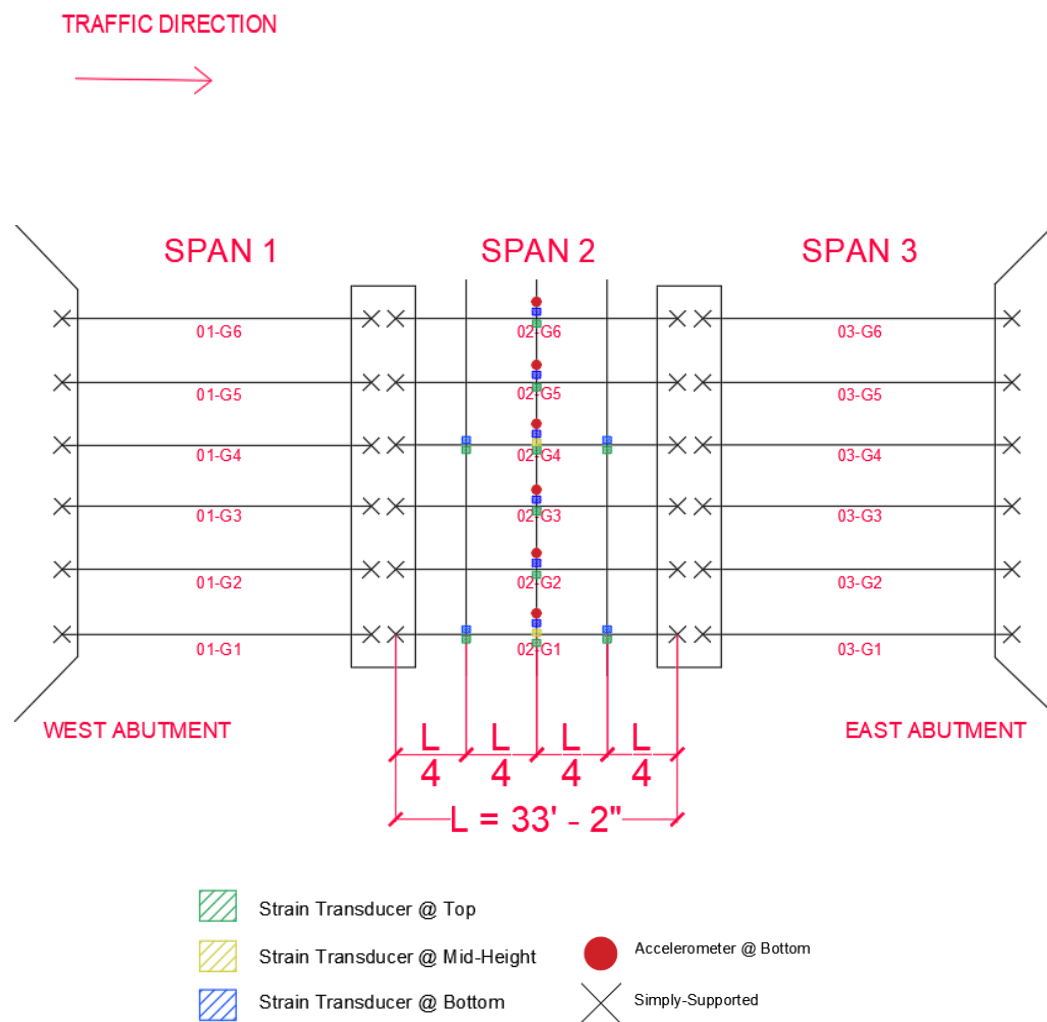 TRAFFIC DIRECTION
SPAN 1
SPAN 2
SPAN 3
01-G6
02-G6
03-G6
01-G5
02-G5
03-G5
01-G4
02-G4
03-G4
01-G3
02-G3
03-G3
01-G2
02-G2
03-G2
01-G1
02-G1
03-G1
WEST ABUTMENT
EAST ABUTMENT
L
4
L
4
L
4
L
4
L = 33' - 2"
Strain Transducer @ Top
Strain Transducer @ Mid-Height
Accelerometer @ Bottom
Strain Transducer @ Bottom
Simply-Supported